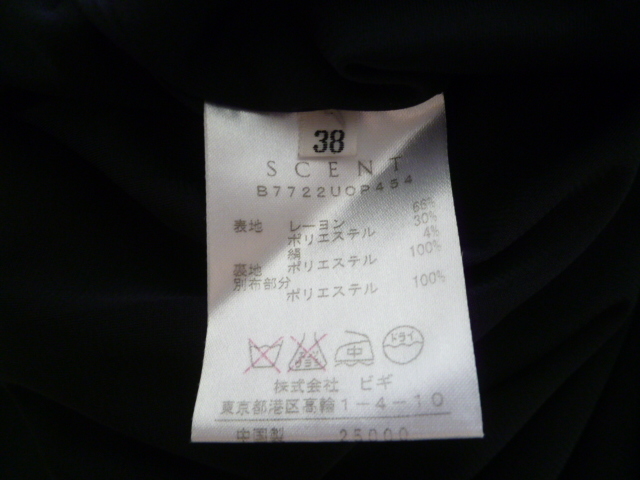 38
SCENT
B7722UOP454
表地 レーヨン 66%
ポリエステル 30%
絹 4%
裏地 ポリエステル 100%
別布部分
ポリエステル 100%
中 ドライ
株式会社 ビギ
東京都港区高輪1-4-10
中国製 25000